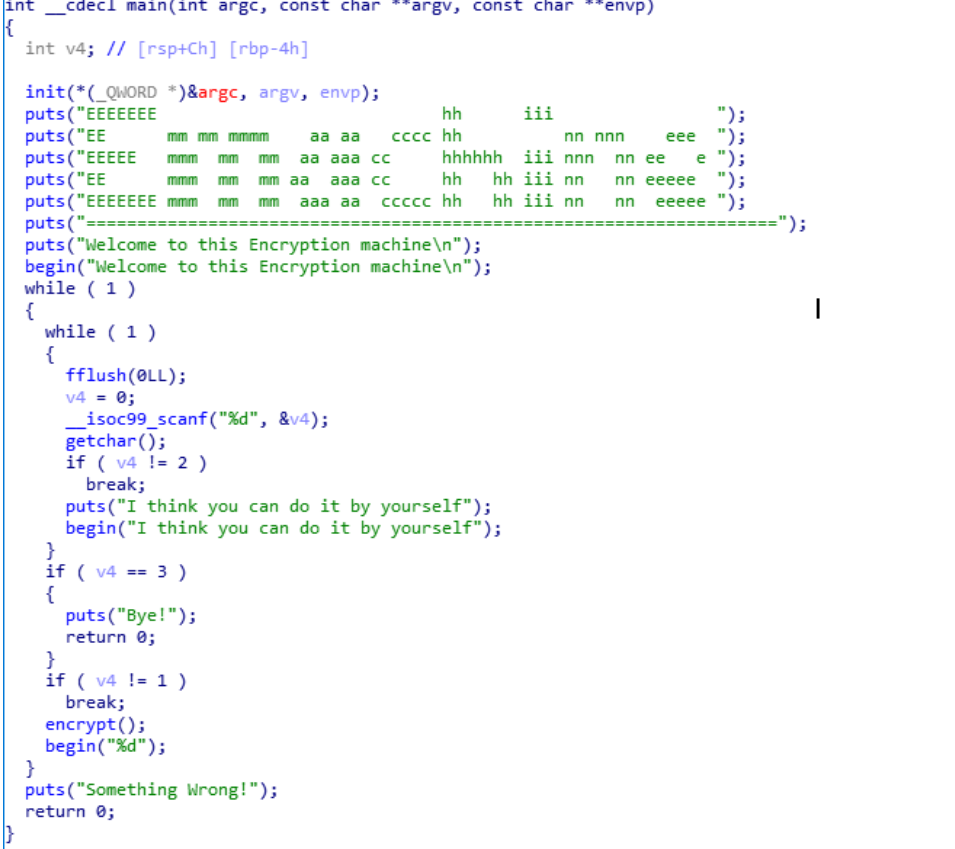 int __cdecl main(int argc, const char **argv, const char **envp)
{
  int v4; // [rsp+Ch] [rbp-4h]

  init(*(_QWORD *)&argc, argv, envp);
  puts("EEEEEEE                            hh      iii                ");
  puts("EE      mm mm mmmm    aa aa   cccc hh          nn nnn    eee  ");
  puts("EEEEE   mmm  mm  mm  aa aaa cc     hhhhhh  iii nnn  nn ee   e ");
  puts("EE      mmm  mm  mm aa  aaa cc     hh   hh iii nn   nn eeeee  ");
  puts("EEEEEEE mmm  mm  mm  aaa aa  ccccc hh   hh iii nn   nn  eeeee ");
  puts("====================================================================");
  puts("Welcome to this Encryption machine\n");
  begin("Welcome to this Encryption machine\n");
  while ( 1 )
  {
    while ( 1 )
    {
      fflush(0LL);
      v4 = 0;
      __isoc99_scanf("%d", &v4);
      getchar();
      if ( v4 != 2 )
        break;
      puts("I think you can do it by yourself");
      begin("I think you can do it by yourself");
    }
    if ( v4 == 3 )
    {
      puts("Bye!");
      return 0;
    }
    if ( v4 != 1 )
      break;
    encrypt();
    begin("%d");
  }
  puts("Something Wrong!");
  return 0;
}